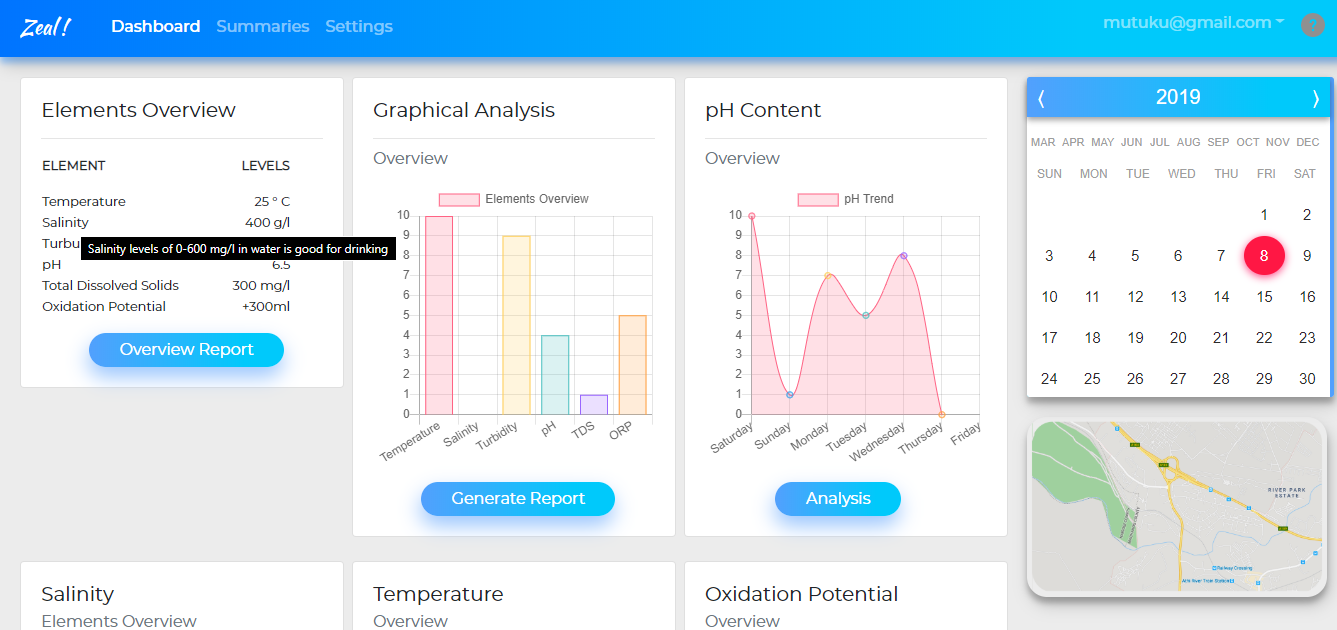 Zeal!
Dashboard Summaries Settings
mutuku@gmail.com
?
Elements Overview
ELEMENT LEVELS
Temperature 25 ° C
Salinity 400 g/l
Turbu
Salinity levels of 0-600 mg/l in water is good for drinking
pH 6.5
Total Dissolved Solids 300 mg/l
Oxidation Potential +300ml
Overview Report
Graphical Analysis
Overview
Elements Overview
10
9
8
7
6
5
4
3
2
1
0
Temperature Salinity Turbidity pH TDS ORP
Generate Report
pH Content
Overview
pH Trend
10
9
8
7
6
5
4
3
2
1
0
Saturday Sunday Monday Tuesday Wednesday Thursday Friday
Analysis
⟨ 2019 ⟩
MAR APR MAY JUN JUL AUG SEP OCT NOV DEC
SUN MON TUE WED THU FRI SAT
1 2
3 4 5 6 7 8 9
10 11 12 13 14 15 16
17 18 19 20 21 22 23
24 25 26 27 28 29 30
RIVER PARK
ESTATE
Railway Crossing
Athi River Train Station
Salinity
Elements Overview
Temperature
Overview
Oxidation Potential
Overview